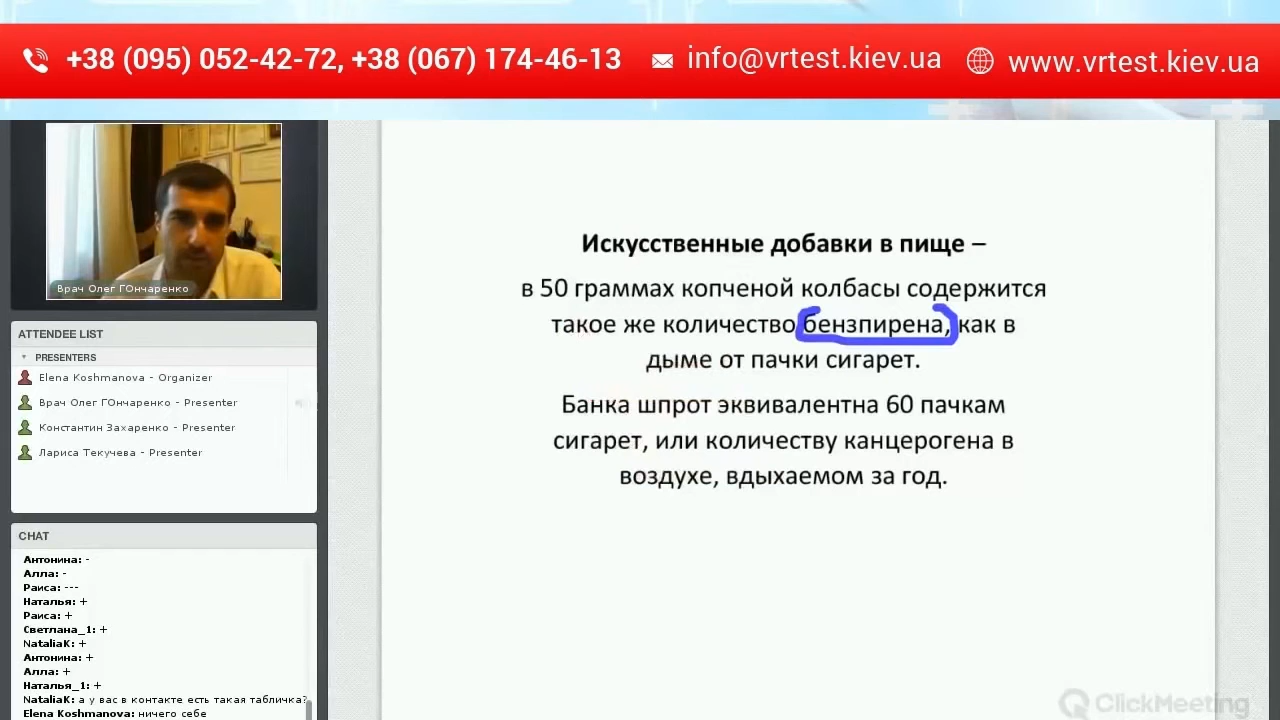 +38 (095) 052-42-72, +38 (067) 174-46-13
info@vrtest.kiev.ua
www.vrtest.kiev.ua
Врач Олег ГОнчаренко
ATTENDEE LIST
PRESENTERS
Elena Koshmanova - Organizer
Врач Олег ГОнчаренко - Presenter
Константин Захаренко - Presenter
Лариса Текучева - Presenter
CHAT
Антонина: -
Алла: -
Раиса: ---
Наталья: +
Раиса: +
Светлана_1: +
NataliaK: +
Антонина: +
Алла: +
Наталья_1: +
NataliaK: а у вас в контакте есть такая табличка?
Elena Koshmanova: ничего себе
Искусственные добавки в пище –
в 50 граммах копченой колбасы содержится
такое же количество бензпирена, как в
дыме от пачки сигарет.
Банка шпрот эквивалентна 60 пачкам
сигарет, или количеству канцерогена в
воздухе, вдыхаемом за год.
ClickMeeting